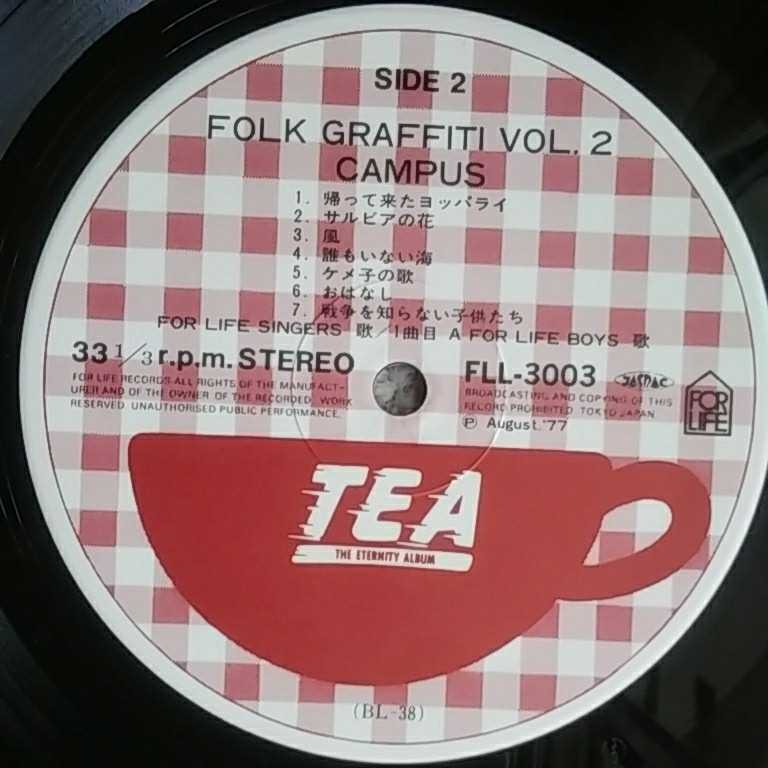 SIDE 2
FOLK GRAFFITI VOL. 2
CAMPUS
1. 帰って来たヨッパライ
2. サルビアの花
3. 風
4. 誰もいない海
5. ケメ子の歌
6. おはなし
7. 戦争を知らない子供たち
FOR LIFE SINGERS 歌/1曲目 A FOR LIFE BOYS 歌
33 1/3 r.p.m. STEREO
FOR LIFE RECORDS ALL RIGHTS OF THE MANUFACT-
URER AND OF THE OWNER OF THE RECORDED WORK
RESERVED UNAUTHORISED PUBLIC PERFORMANCE.
FLL-3003 JASRAC
BROADCASTING AND COPYING OF THIS
RECORD PROHIBITED TOKYO JAPAN
Ⓟ August.'77
FOR
LIFE
TEA
THE ETERNITY ALBUM
(BL-38)